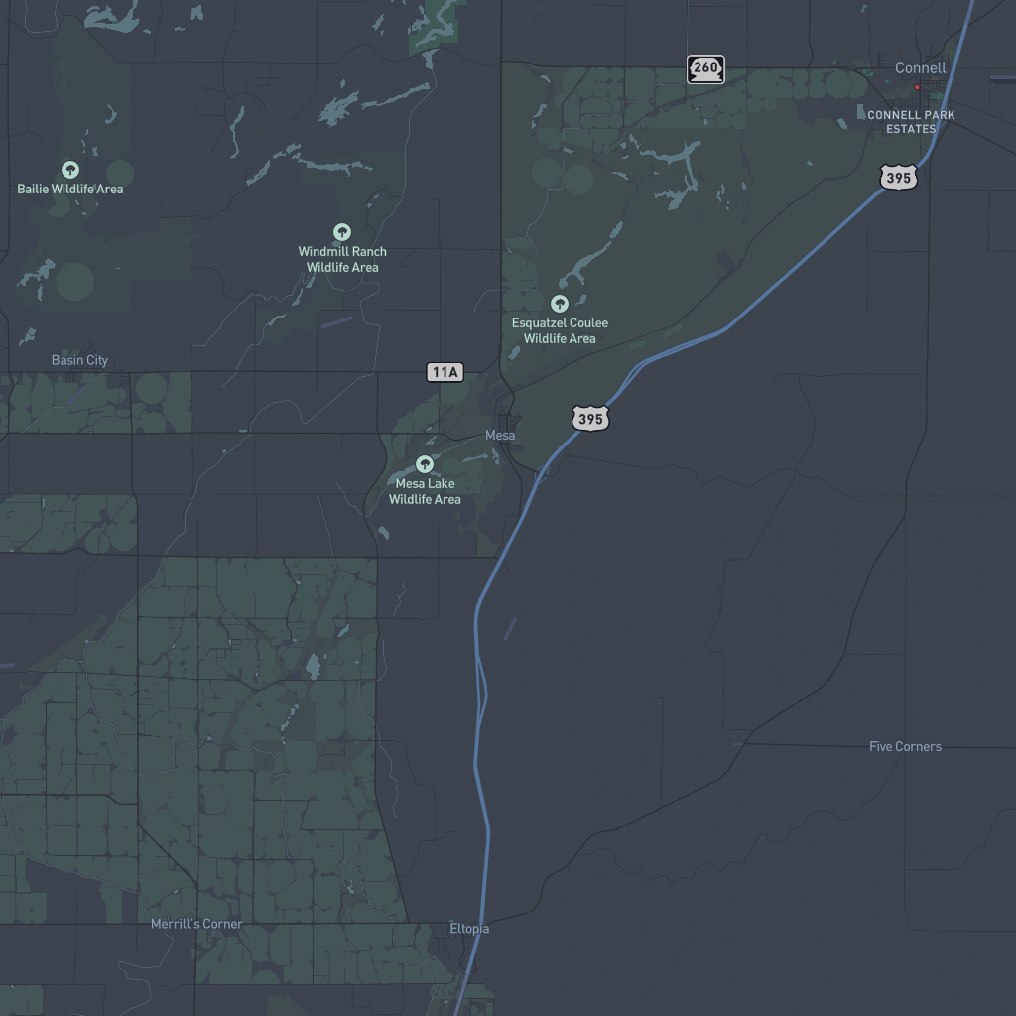 260
Connell
CONNELL PARK
ESTATES
395
Bailie Wildlife Area
Windmill Ranch
Wildlife Area
Esquatzel Coulee
Wildlife Area
Basin City
11A
395
Mesa
Mesa Lake
Wildlife Area
Five Corners
Merrill's Corner
Eltopia